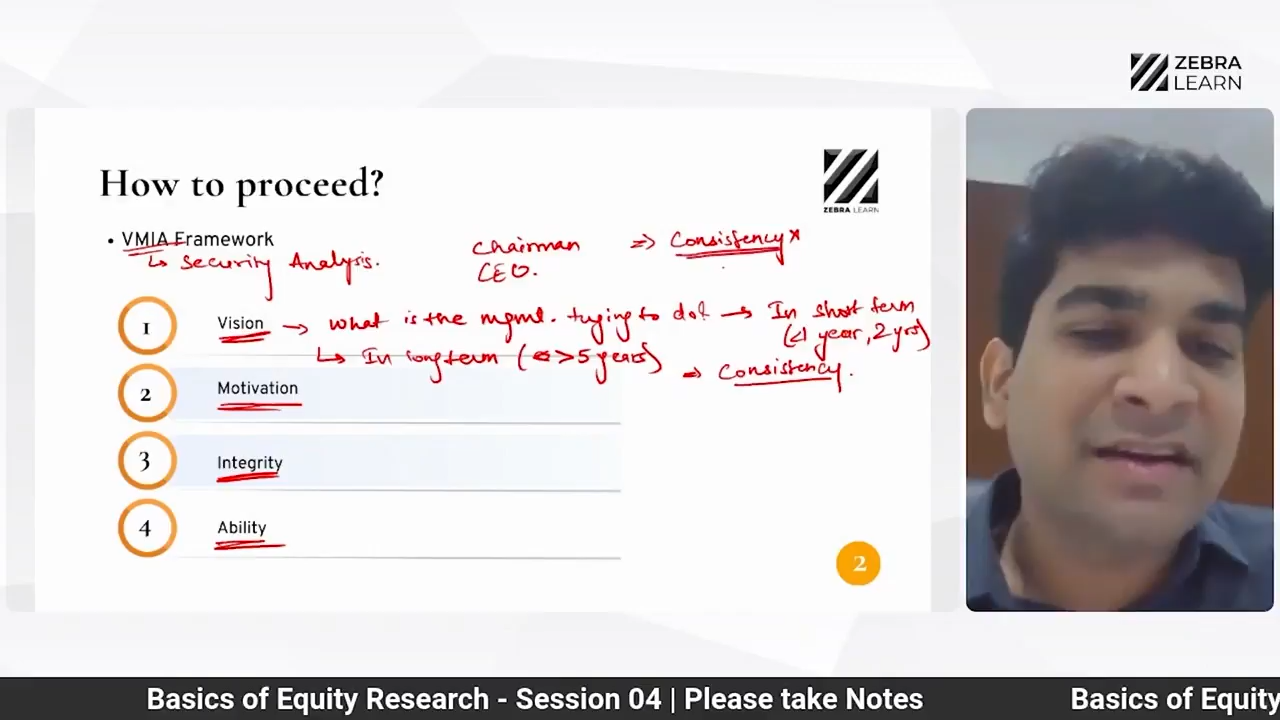 ZEBRA
LEARN
How to proceed?
ZEBRA LEARN
• VMIA Framework
↳ Security Analysis.
Chairman ⇒ Consistency*
CEO.
1 Vision → What is the mgmt. trying to do? → In short term
(<1 year, 2 yrs)
↳ In long term (>5 years) ⇒ Consistency.
2 Motivation
3 Integrity
4 Ability
2
Basics of Equity Research - Session 04 | Please take Notes Basics of Equity